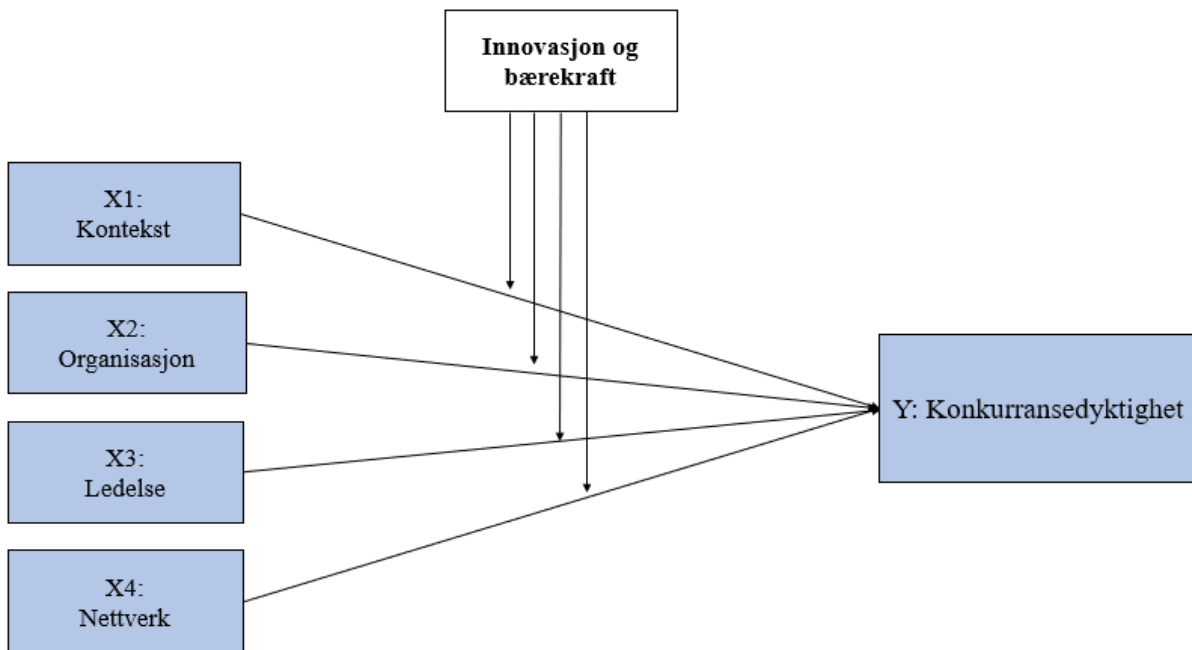 Innovasjon og
bærekraft
X1:
Kontekst
X2:
Organisasjon
X3:
Ledelse
X4:
Nettverk
Y: Konkurransedyktighet